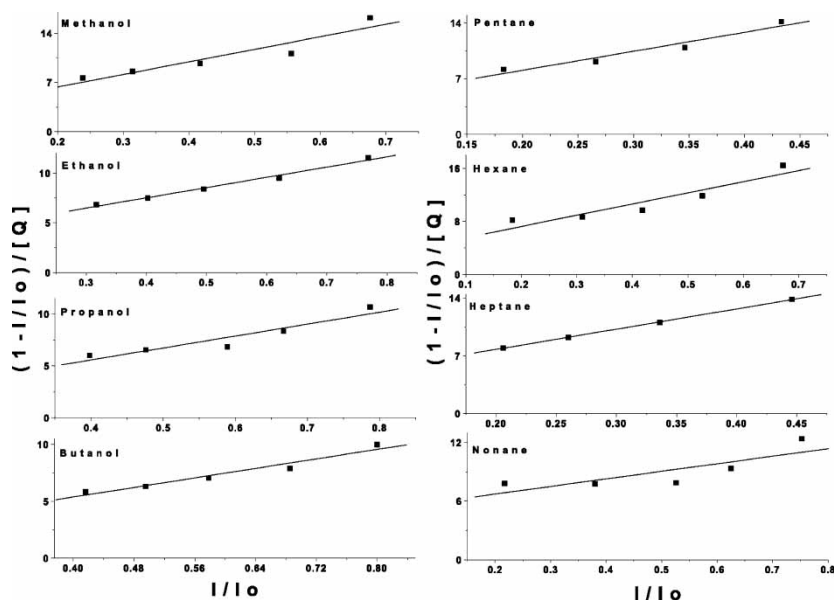 Methanol
14
7
0
0.2 0.3 0.4 0.5 0.6 0.7
Ethanol
10
5
0
0.3 0.4 0.5 0.6 0.7 0.8
Propanol
10
5
0
0.4 0.5 0.6 0.7 0.8
Butanol
10
5
0
0.40 0.48 0.56 0.64 0.72 0.80
(1-I/Io)/[Q]
I/Io
Pentane
14
7
0
0.15 0.20 0.25 0.30 0.35 0.40 0.45
Hexane
16
8
0
0.1 0.2 0.3 0.4 0.5 0.6 0.7
Heptane
14
7
0
0.20 0.25 0.30 0.35 0.40 0.45
Nonane
12
6
0
0.2 0.3 0.4 0.5 0.6 0.7 0.8
(1-I/Io)/[Q]
I/Io